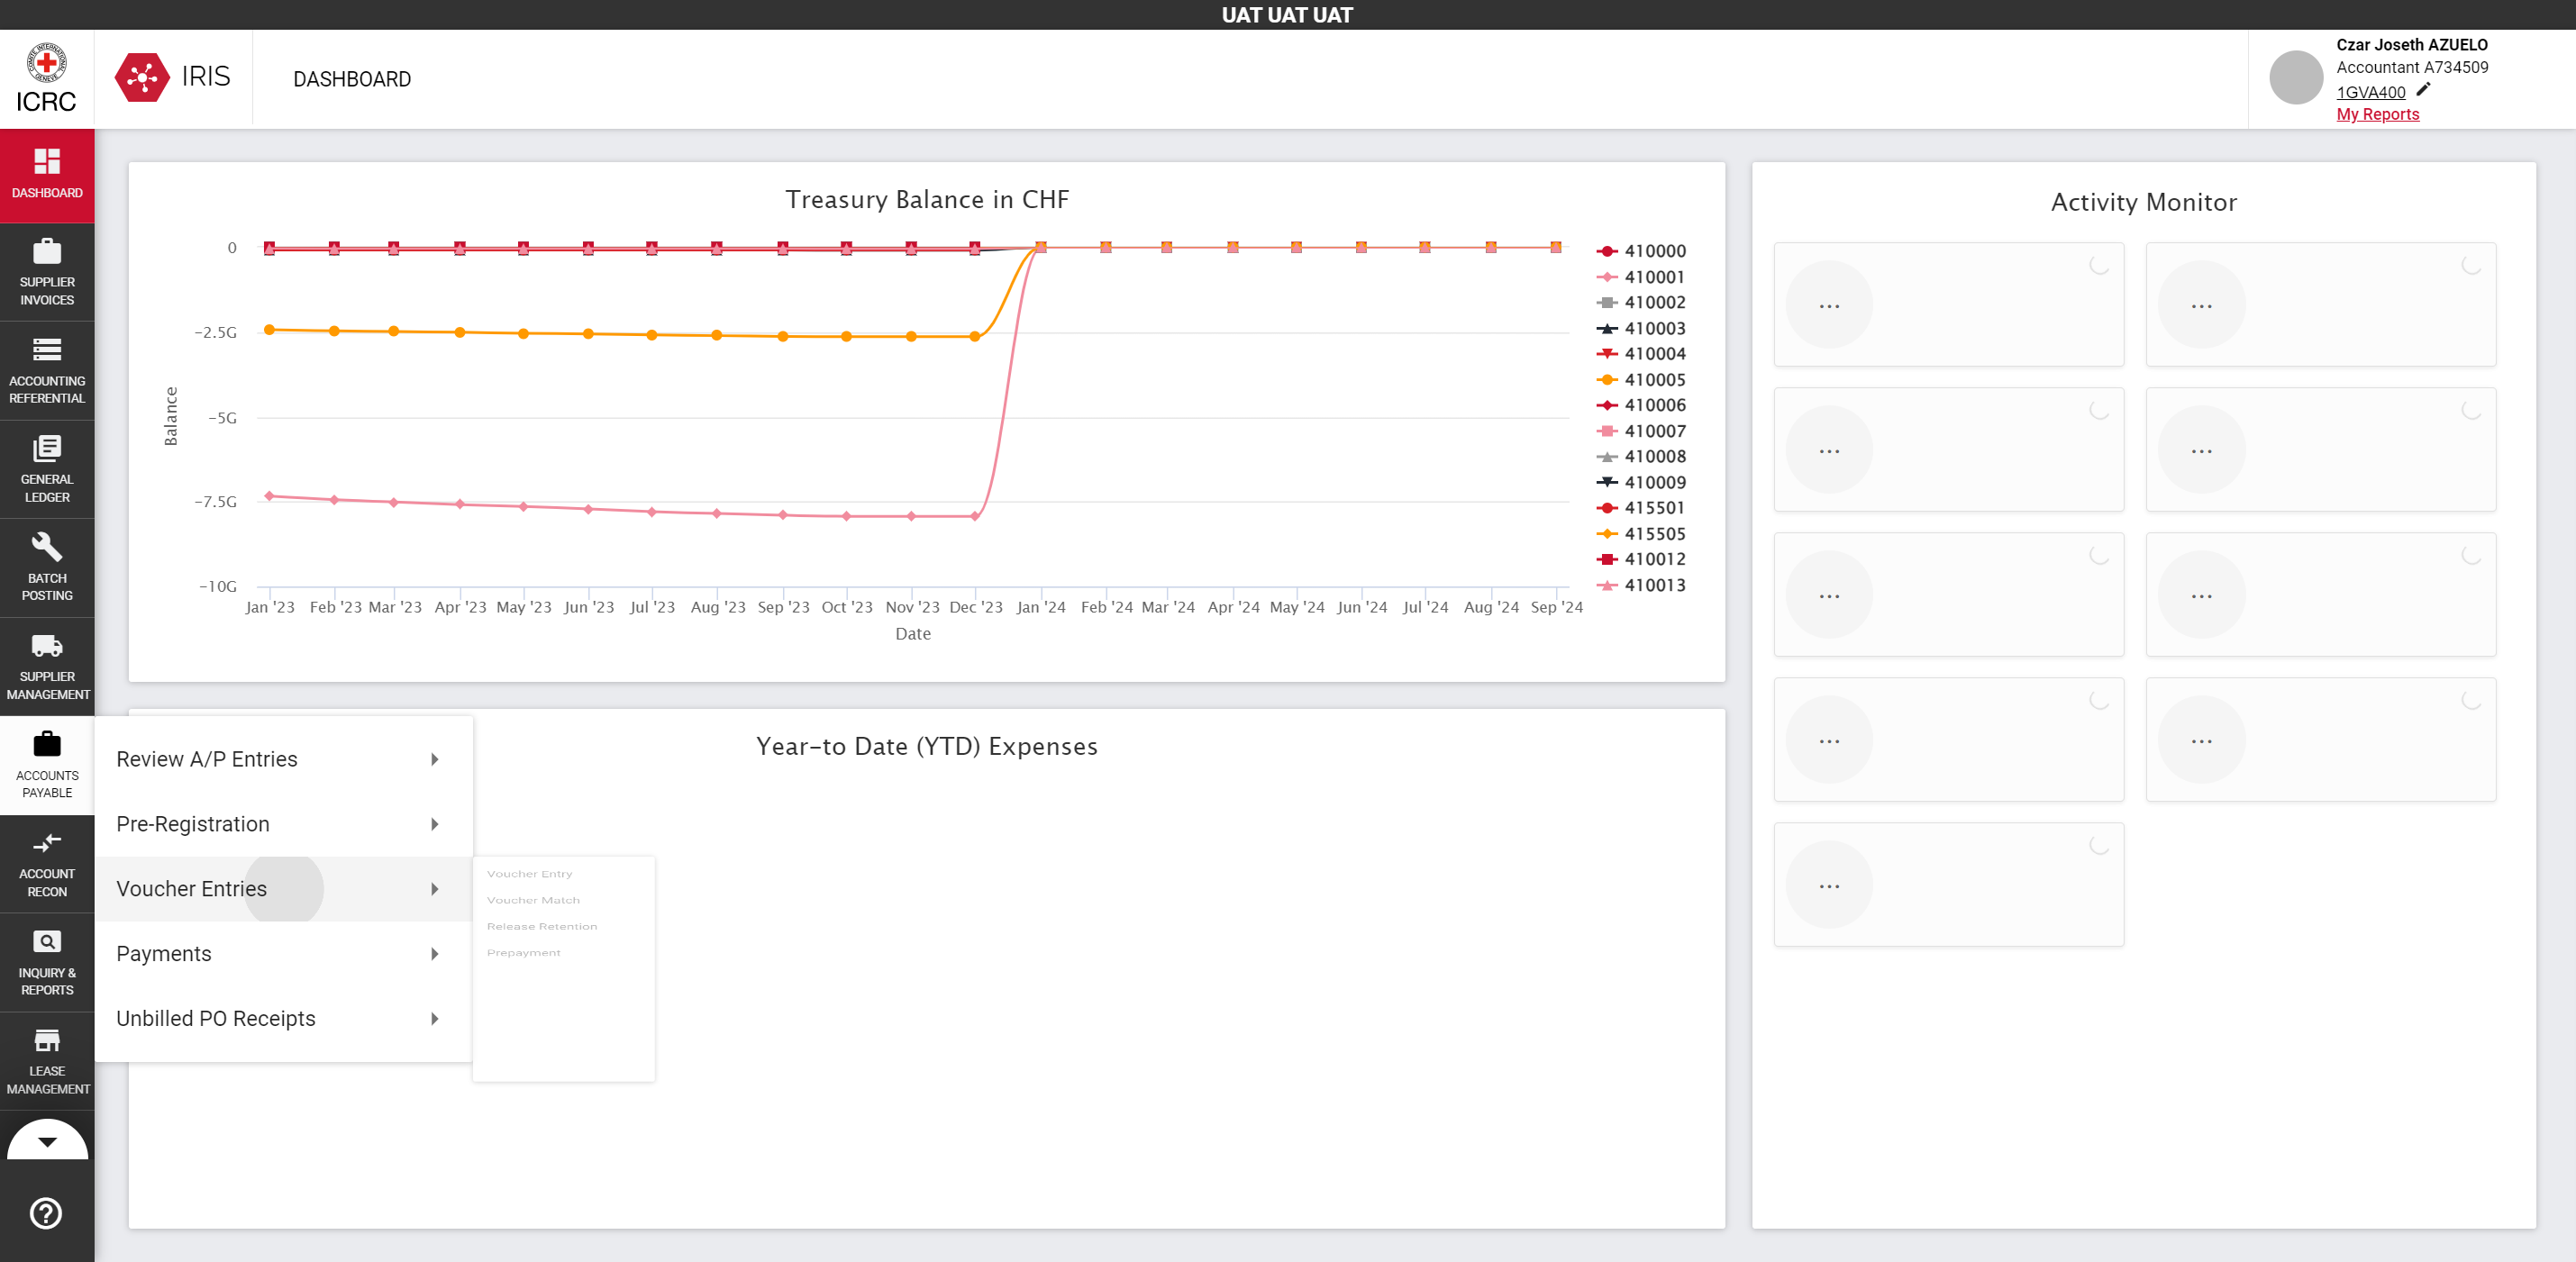 UAT UAT UAT
ICRC
IRIS
DASHBOARD
Czar Joseth AZUELO
Accountant A734509
1GVA400
My Reports
DASHBOARD
SUPPLIER
INVOICES
ACCOUNTING
REFERENTIAL
GENERAL
LEDGER
BATCH
POSTING
SUPPLIER
MANAGEMENT
ACCOUNTS
PAYABLE
ACCOUNT
RECON
INQUIRY &
REPORTS
LEASE
MANAGEMENT
Treasury Balance in CHF
0
-2.5G
-5G
-7.5G
-10G
Balance
Jan '23 Feb '23 Mar '23 Apr '23 May '23 Jun '23 Jul '23 Aug '23 Sep '23 Oct '23 Nov '23 Dec '23 Jan '24 Feb '24 Mar '24 Apr '24 May '24 Jun '24 Jul '24 Aug '24 Sep '24
Date
410000
410001
410002
410003
410004
410005
410006
410007
410008
410009
415501
415505
410012
410013
Year-to Date (YTD) Expenses
Review A/P Entries
Pre-Registration
Voucher Entries
Payments
Unbilled PO Receipts
Voucher Entry
Voucher Match
Release Retention
Prepayment
Activity Monitor
...
...
...
...
...
...
...
...
...